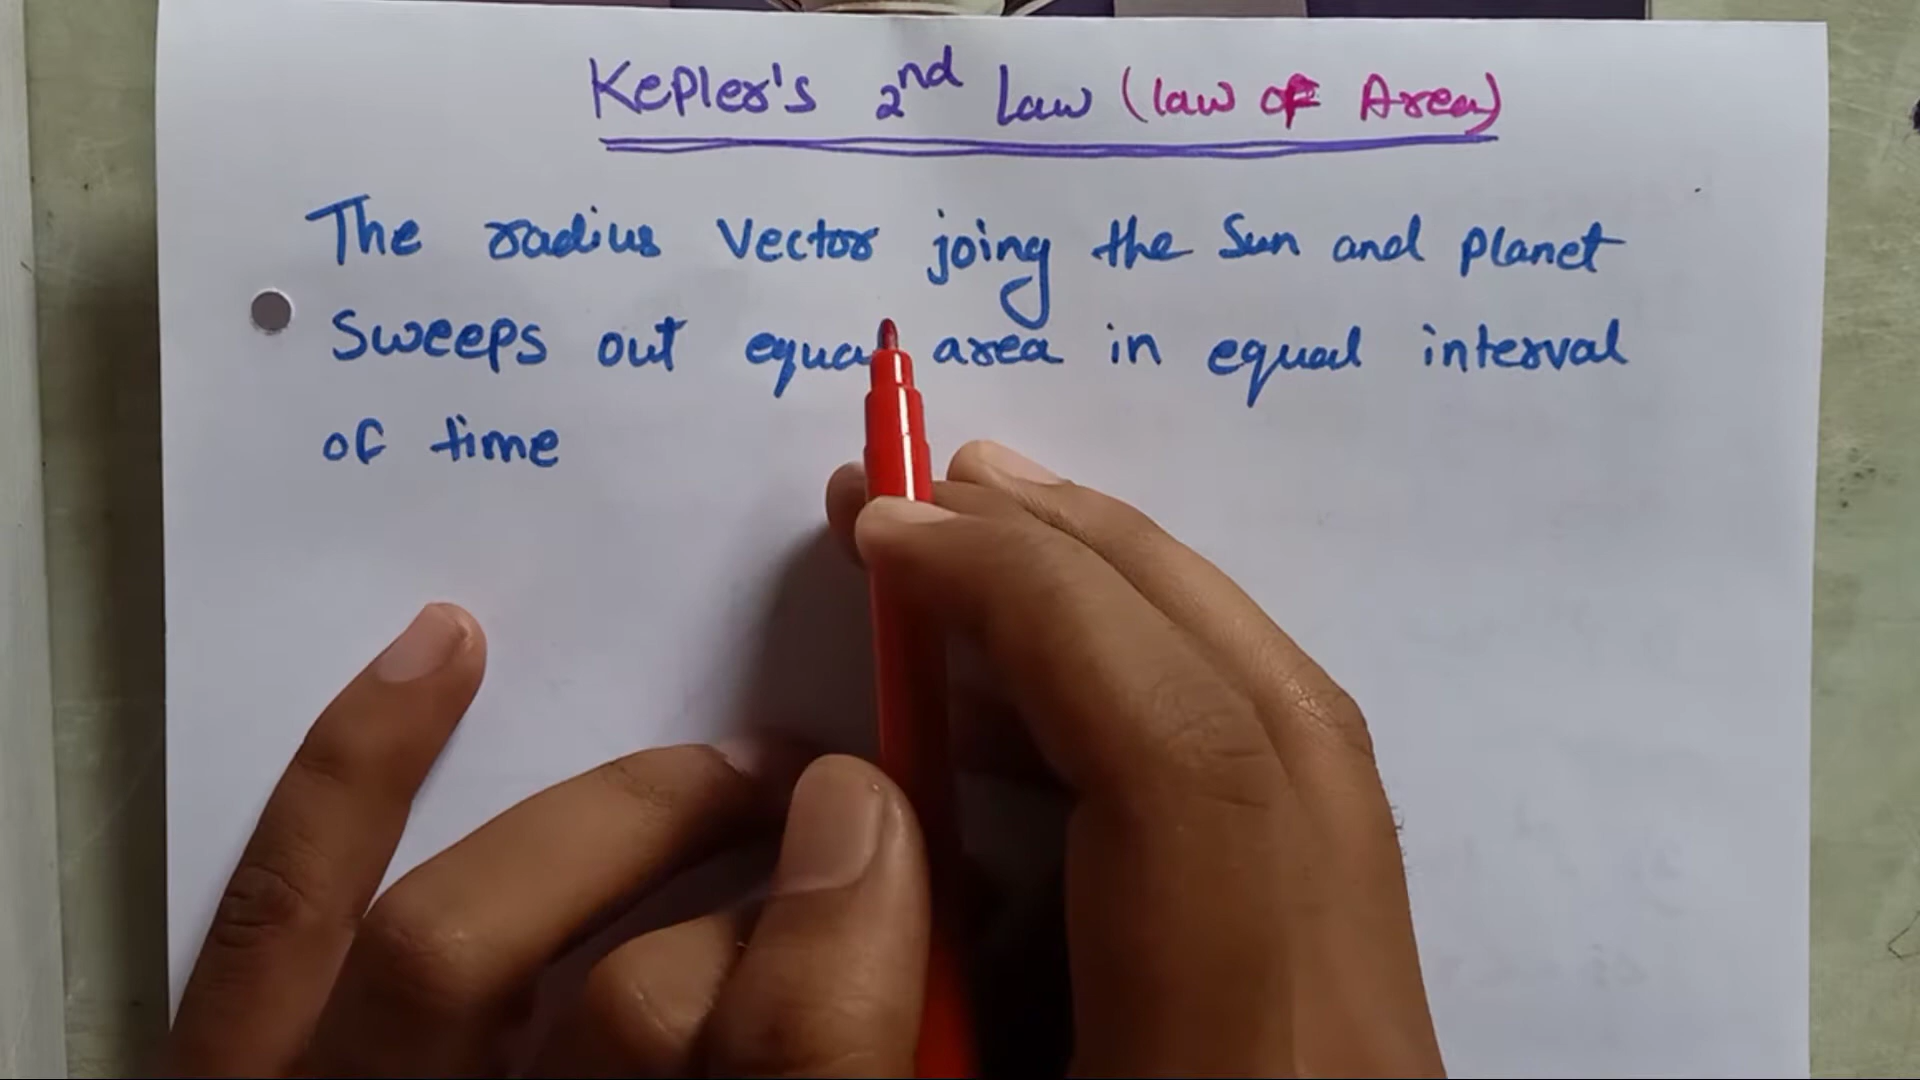 Kepler's 2nd Law (law of Area)
The radius Vector joing the Sun and Planet
Sweeps out equal area in equal interval
of time